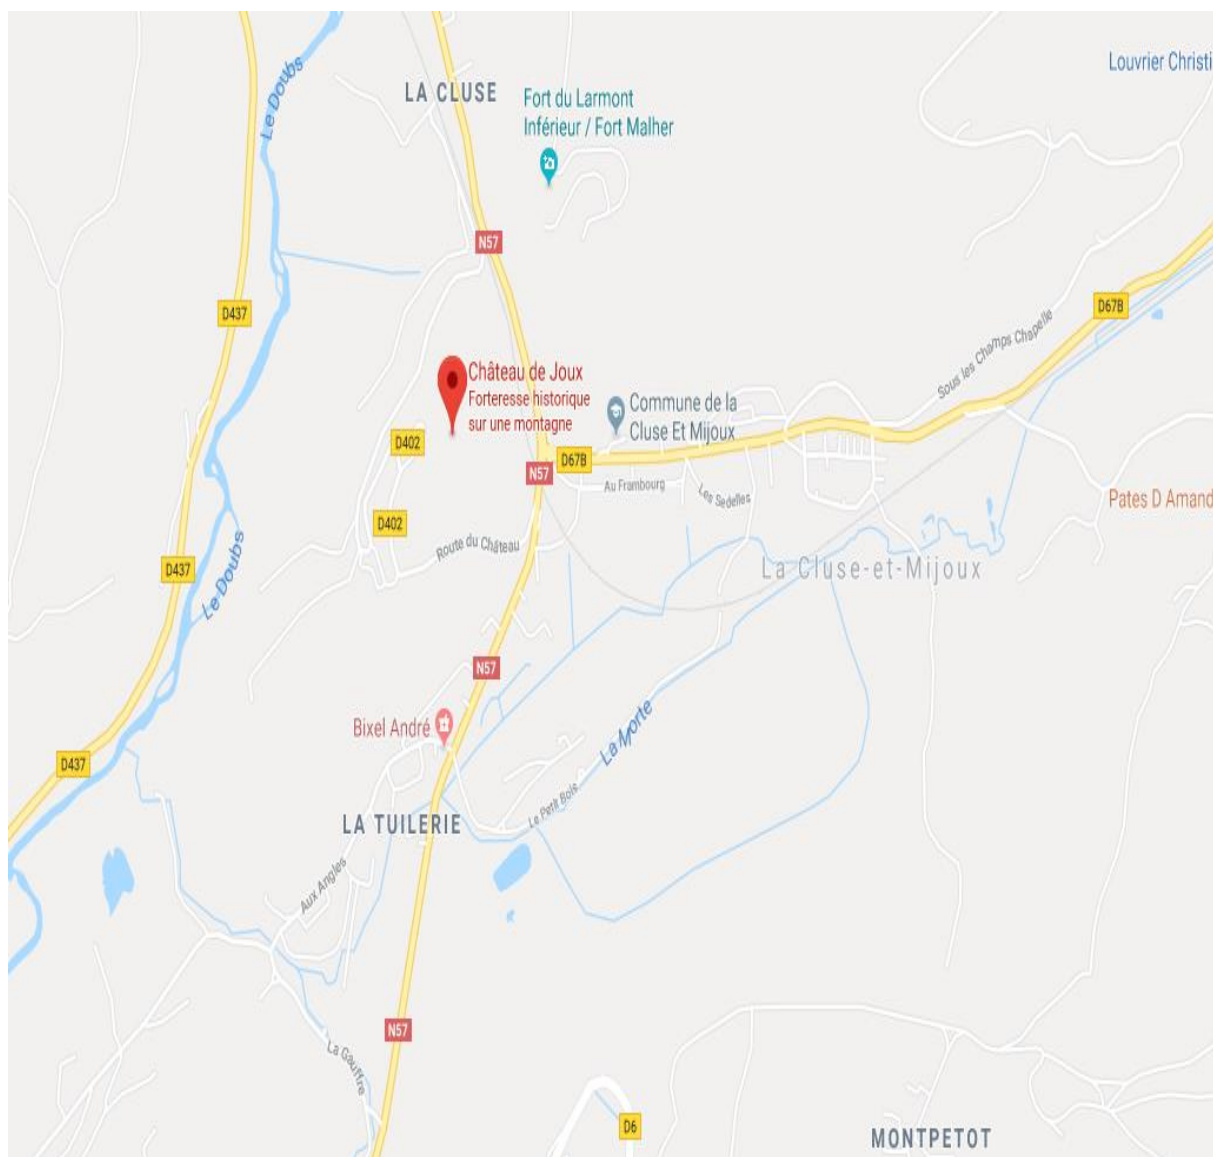 Le Doubs
LA CLUSE
Fort du Larmont
Inférieur / Fort Malher
Louvrier Christi
N57
D437
D67B
Sous les Champs Chapelle
Château de Joux
Forteresse historique
sur une montagne
Commune de la
Cluse Et Mijoux
D402
D67B
N57
Au Frambourg
Les Sedelles
Pates D Amand
D402
Route du Château
D437
Le Doubs
La Cluse-et-Mijoux
N57
Bixel André
La Morte
D437
Le Petit Bois
LA TUILERIE
Aux Angles
N57
La Gauffre
D6
MONTPETOT